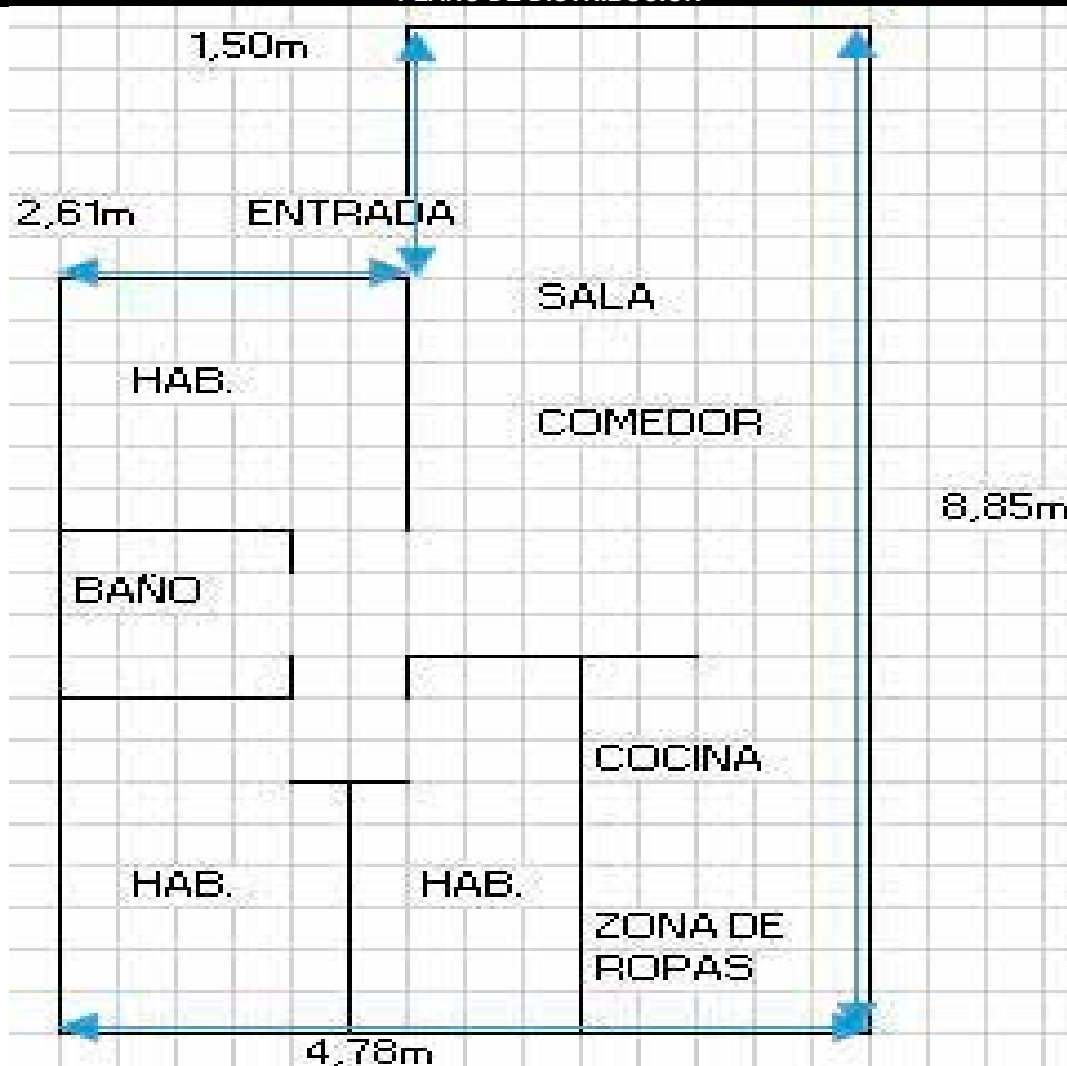 1,50m
2,61m
ENTRADA
SALA
HAB.
COMEDOR
8,85m
BAÑO
COCINA
HAB.
HAB.
ZONA DE
ROPAS
4,78m